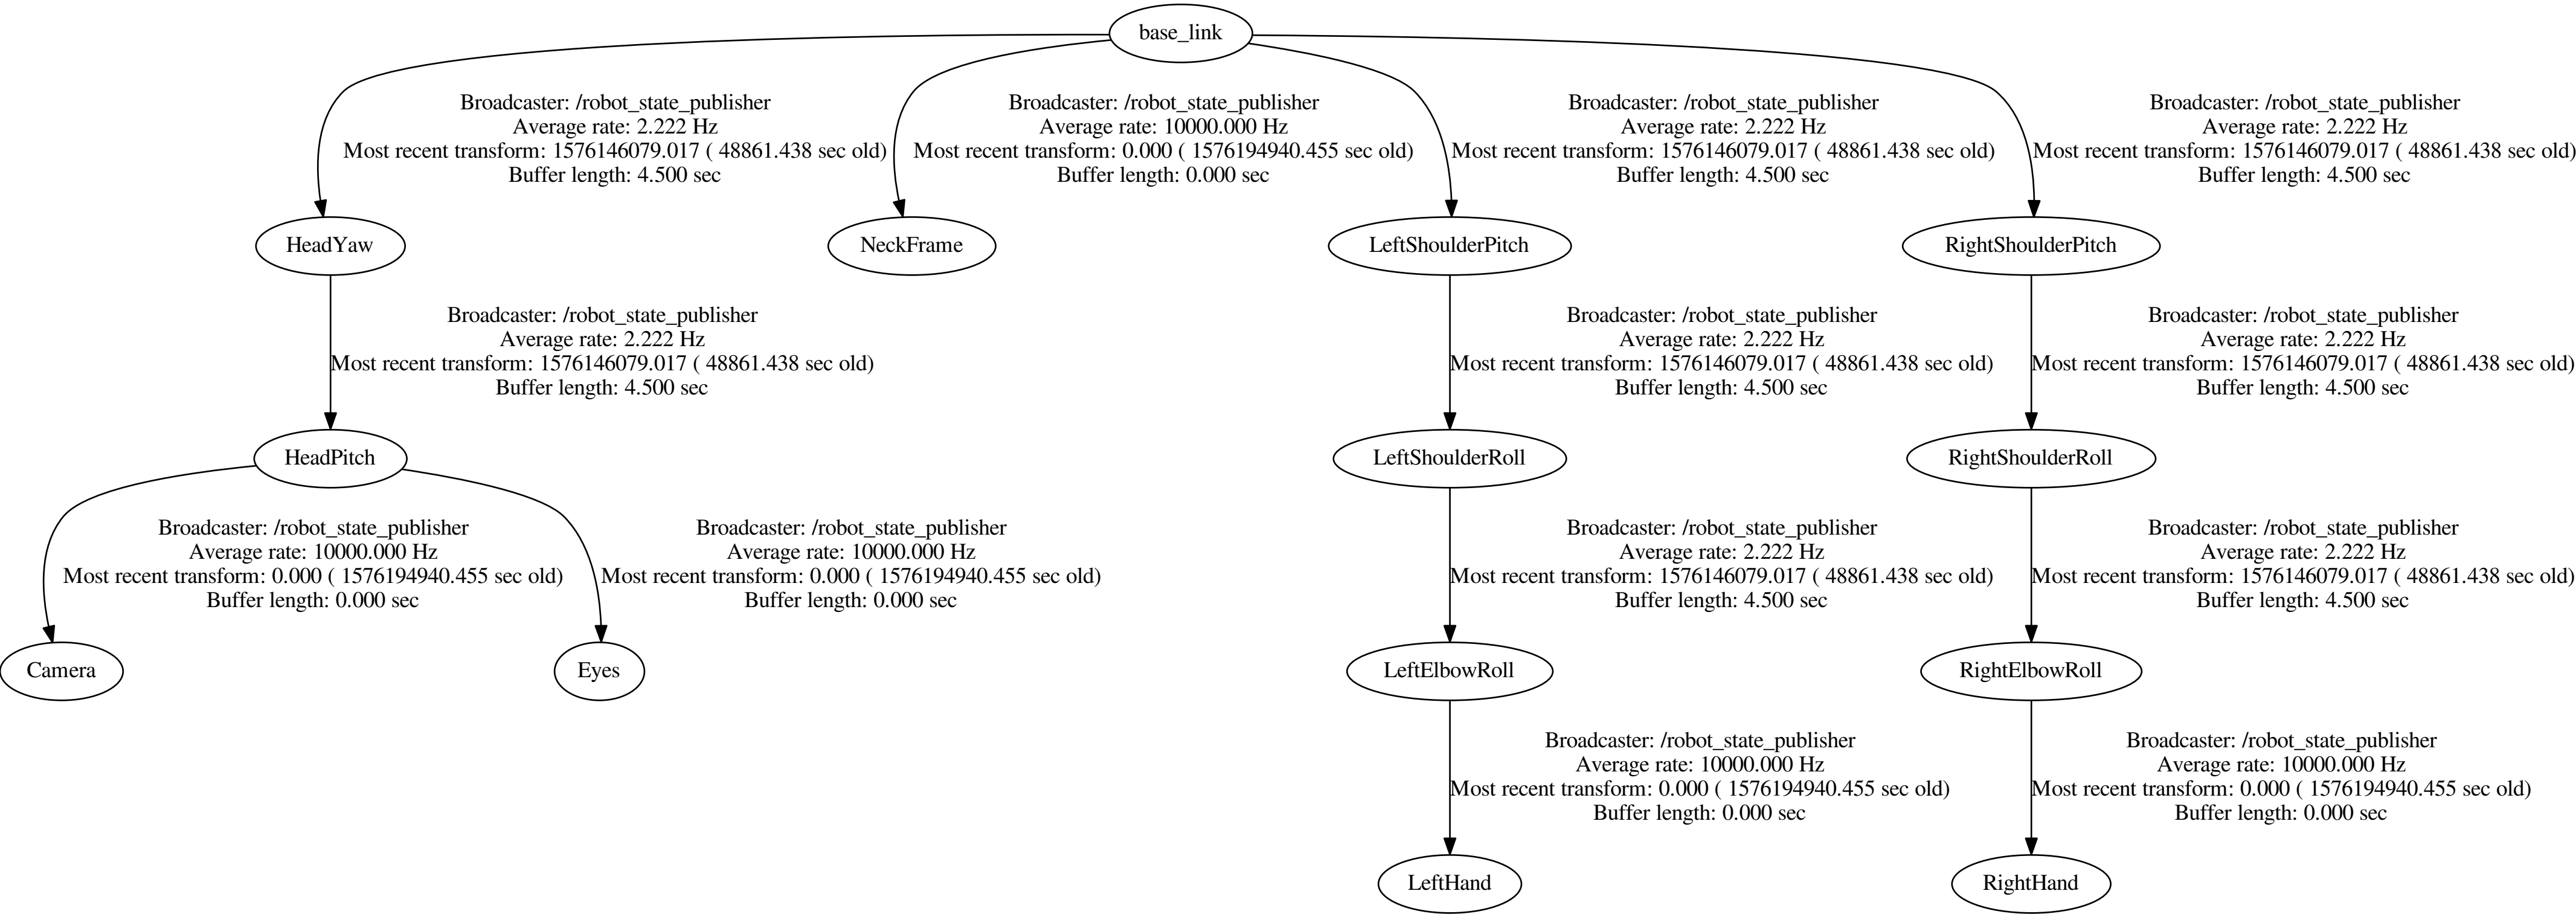 base_link
Broadcaster: /robot_state_publisher
Average rate: 2.222 Hz
Most recent transform: 1576146079.017 ( 48861.438 sec old)
Buffer length: 4.500 sec
Broadcaster: /robot_state_publisher
Average rate: 10000.000 Hz
Most recent transform: 0.000 ( 1576194940.455 sec old)
Buffer length: 0.000 sec
Broadcaster: /robot_state_publisher
Average rate: 2.222 Hz
Most recent transform: 1576146079.017 ( 48861.438 sec old)
Buffer length: 4.500 sec
Broadcaster: /robot_state_publisher
Average rate: 2.222 Hz
Most recent transform: 1576146079.017 ( 48861.438 sec old)
Buffer length: 4.500 sec
HeadYaw
NeckFrame
LeftShoulderPitch
RightShoulderPitch
Broadcaster: /robot_state_publisher
Average rate: 2.222 Hz
Most recent transform: 1576146079.017 ( 48861.438 sec old)
Buffer length: 4.500 sec
Broadcaster: /robot_state_publisher
Average rate: 2.222 Hz
Most recent transform: 1576146079.017 ( 48861.438 sec old)
Buffer length: 4.500 sec
Broadcaster: /robot_state_publisher
Average rate: 2.222 Hz
Most recent transform: 1576146079.017 ( 48861.438 sec old)
Buffer length: 4.500 sec
HeadPitch
LeftShoulderRoll
RightShoulderRoll
Broadcaster: /robot_state_publisher
Average rate: 10000.000 Hz
Most recent transform: 0.000 ( 1576194940.455 sec old)
Buffer length: 0.000 sec
Broadcaster: /robot_state_publisher
Average rate: 10000.000 Hz
Most recent transform: 0.000 ( 1576194940.455 sec old)
Buffer length: 0.000 sec
Broadcaster: /robot_state_publisher
Average rate: 2.222 Hz
Most recent transform: 1576146079.017 ( 48861.438 sec old)
Buffer length: 4.500 sec
Broadcaster: /robot_state_publisher
Average rate: 2.222 Hz
Most recent transform: 1576146079.017 ( 48861.438 sec old)
Buffer length: 4.500 sec
Camera
Eyes
LeftElbowRoll
RightElbowRoll
Broadcaster: /robot_state_publisher
Average rate: 10000.000 Hz
Most recent transform: 0.000 ( 1576194940.455 sec old)
Buffer length: 0.000 sec
Broadcaster: /robot_state_publisher
Average rate: 10000.000 Hz
Most recent transform: 0.000 ( 1576194940.455 sec old)
Buffer length: 0.000 sec
LeftHand
RightHand